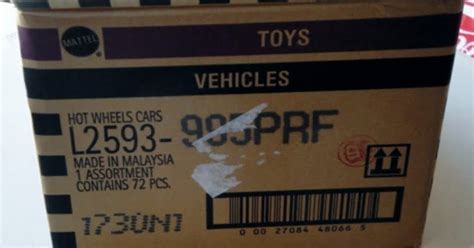 MATTEL
TOYS
VEHICLES
HOT WHEELS CARS
L2593-995PRF
MADE IN MALAYSIA
1 ASSORTMENT
CONTAINS 72 PCS.
1730N1
0 00 27084 48066 5